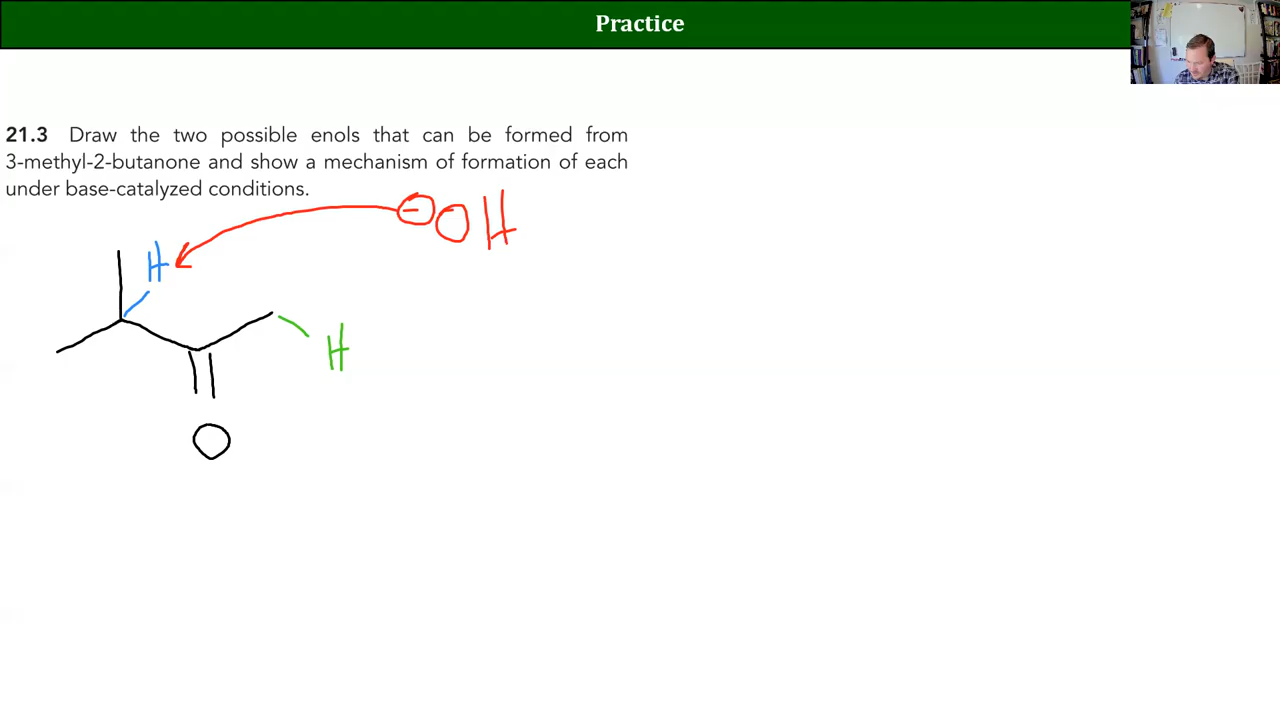 Practice
21.3 Draw the two possible enols that can be formed from
3-methyl-2-butanone and show a mechanism of formation of each
under base-catalyzed conditions.
⊖OH
H
H
O